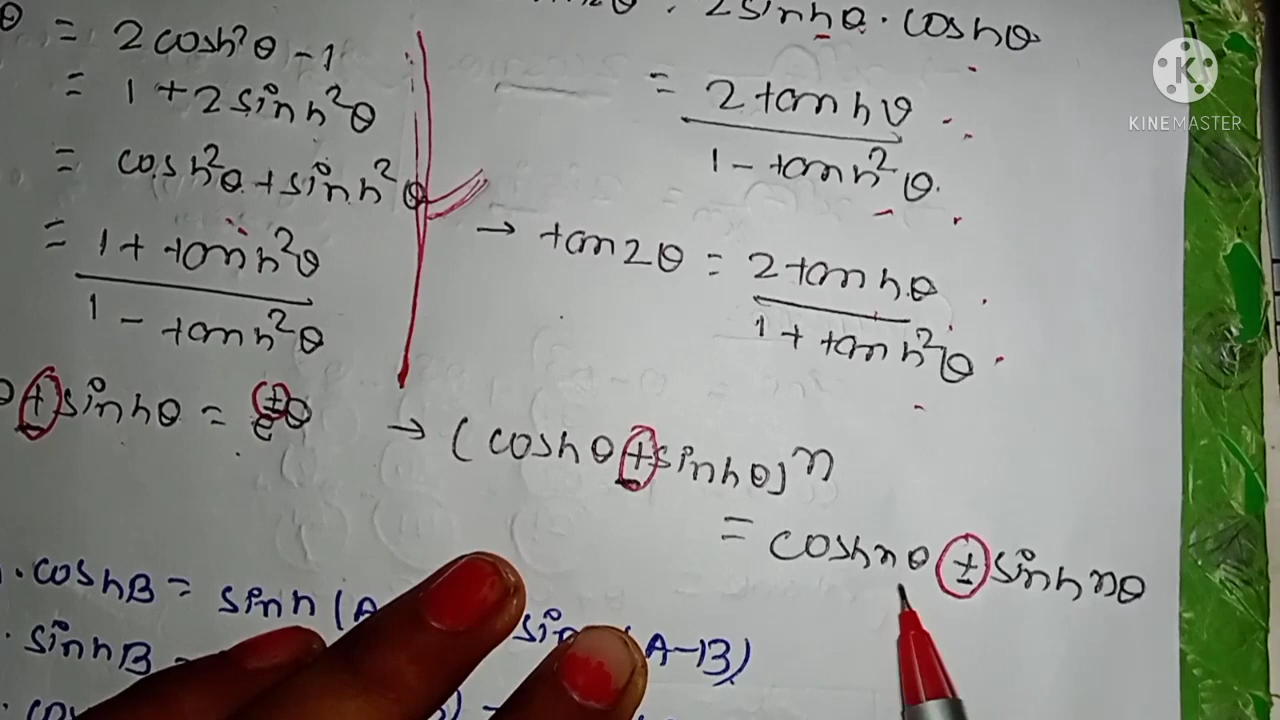 θ = 2cosh²θ - 1
= 1 + 2sinh²θ
= cosh²θ + sinh²θ
= 1 + tanh²θ
1 - tanh²θ
2sinhθ . coshθ
= 2tanhθ
1 - tanh²θ
→ tan2θ = 2tanhθ
1 + tanh²θ
± sinhθ = e±θ
→ (coshθ ± sinhθ)ⁿ
= coshnθ ± sinhnθ
. coshB = sinh(A
sin
(A-B)
. sinhB =
K
KINEMASTER